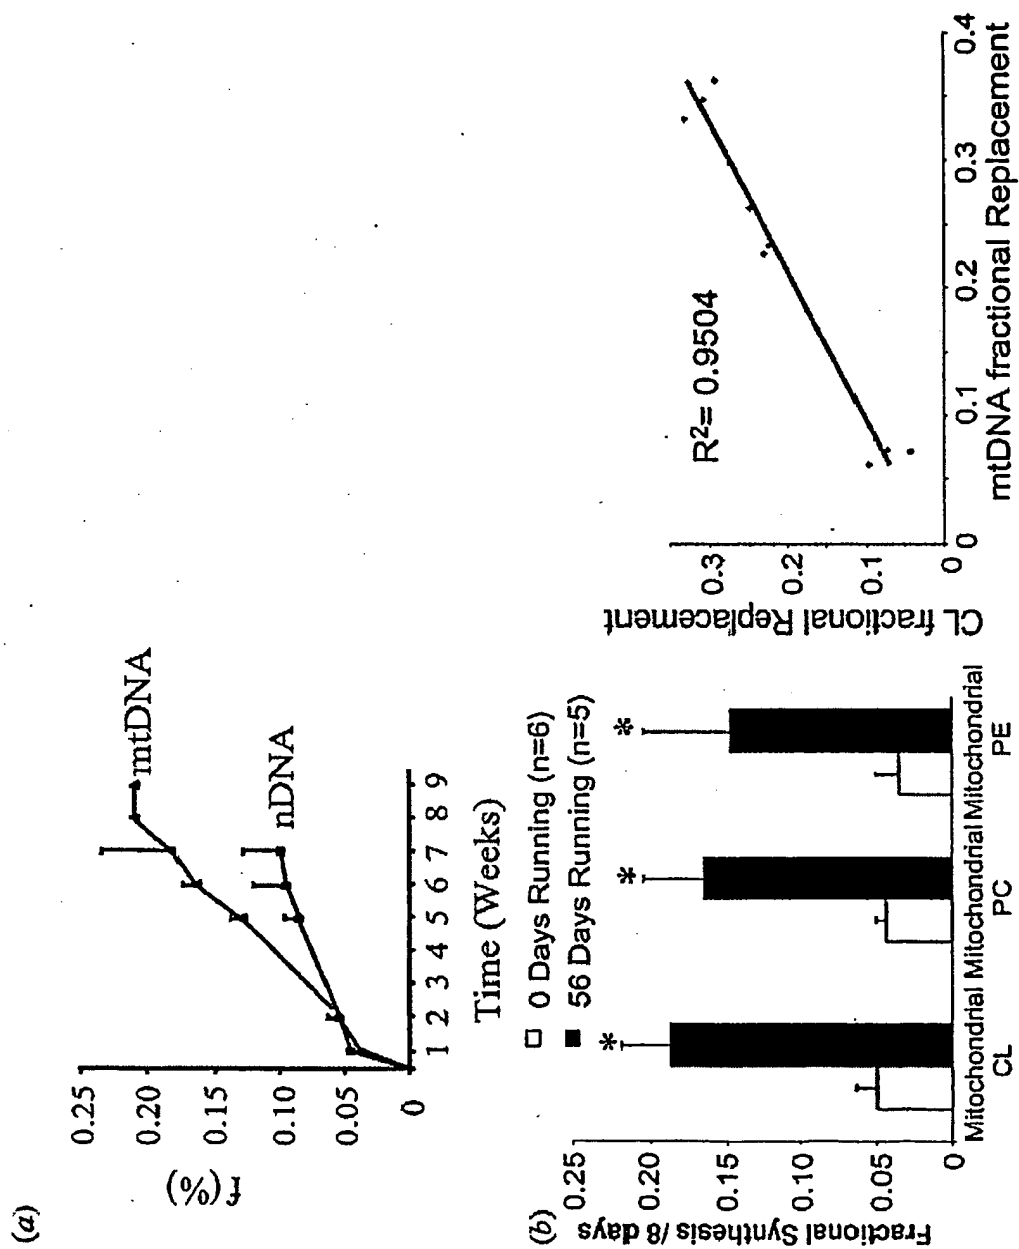 (a)
f (%)
0.25
0.20
0.15
0.10
0.05
0
mtDNA
nDNA
1 2 3 4 5 6 7 8 9
Time (Weeks)
(b)
Fractional Synthesis /8 days
0.25
0.20
0.15
0.10
0.05
0
0 Days Running (n=6)
56 Days Running (n=5)
*
*
*
Mitochondrial Mitochondrial Mitochondrial
CL PC PE
CL fractional Replacement
0.3
0.2
0.1
0
R²= 0.9504
0 0.1 0.2 0.3 0.4
mtDNA fractional Replacement